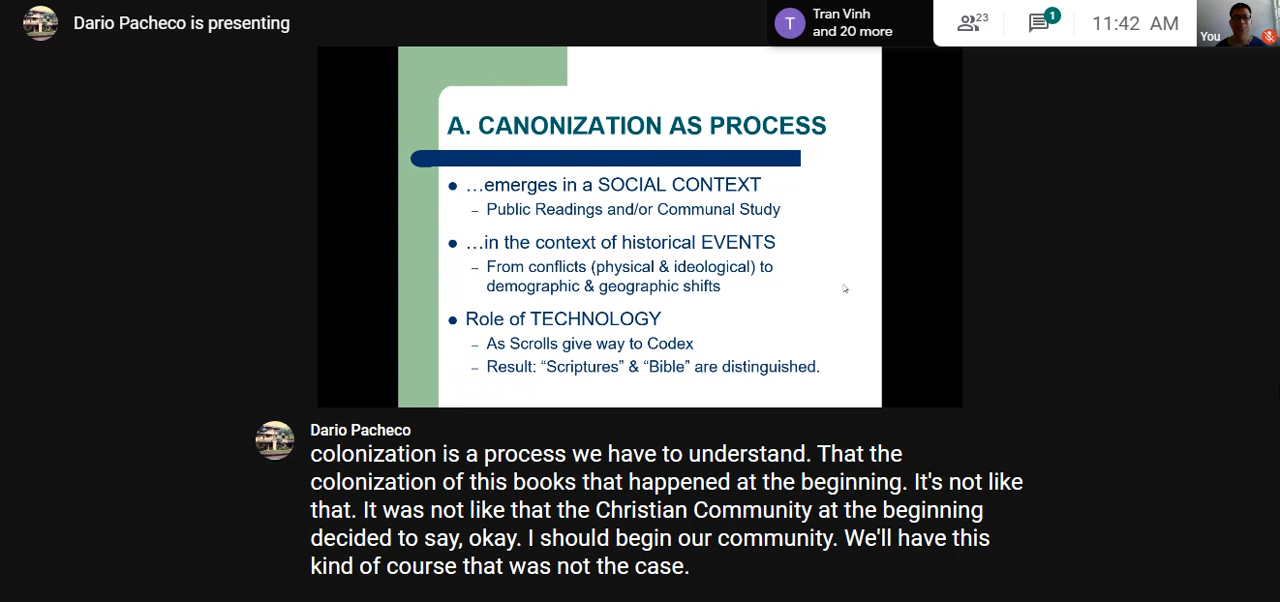 Dario Pacheco is presenting
T
Tran Vinh
and 20 more
23
1
11:42 AM
You
A. CANONIZATION AS PROCESS
● …emerges in a SOCIAL CONTEXT
– Public Readings and/or Communal Study
● …in the context of historical EVENTS
– From conflicts (physical & ideological) to
demographic & geographic shifts
● Role of TECHNOLOGY
– As Scrolls give way to Codex
– Result: “Scriptures” & “Bible” are distinguished.
Dario Pacheco
colonization is a process we have to understand. That the
colonization of this books that happened at the beginning. It's not like
that. It was not like that the Christian Community at the beginning
decided to say, okay. I should begin our community. We'll have this
kind of course that was not the case.